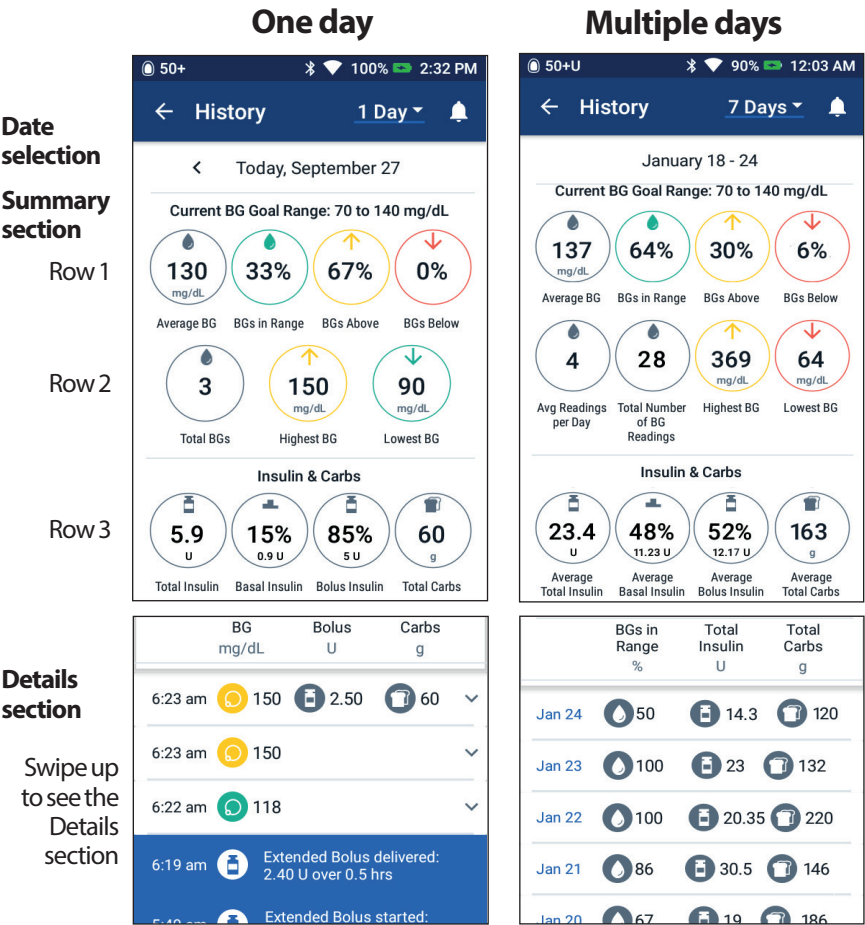 One day
Multiple days
Date
selection
Summary
section
Row 1
Row 2
Row 3
Details
section
Swipe up
to see the
Details
section
50+ 100% 2:32 PM
← History 1 Day
< Today, September 27
Current BG Goal Range: 70 to 140 mg/dL
130 33% 67% 0%
mg/dL
Average BG BGs in Range BGs Above BGs Below
3 150 90
mg/dL mg/dL
Total BGs Highest BG Lowest BG
Insulin & Carbs
5.9 15% 85% 60
U 0.9 U 5 U g
Total Insulin Basal Insulin Bolus Insulin Total Carbs
BG Bolus Carbs
mg/dL U g
6:23 am 150 2.50 60
6:23 am 150
6:22 am 118
6:19 am Extended Bolus delivered:
2.40 U over 0.5 hrs
Extended Bolus started:
50+U 90% 12:03 AM
← History 7 Days
January 18 - 24
Current BG Goal Range: 70 to 140 mg/dL
137 64% 30% 6%
mg/dL
Average BG BGs in Range BGs Above BGs Below
4 28 369 64
mg/dL mg/dL
Avg Readings Total Number Highest BG Lowest BG
per Day of BG
Readings
Insulin & Carbs
23.4 48% 52% 163
U 11.23 U 12.17 U g
Average Average Average Average
Total Insulin Basal Insulin Bolus Insulin Total Carbs
BGs in Total Total
Range Insulin Carbs
% U g
Jan 24 50 14.3 120
Jan 23 100 23 132
Jan 22 100 20.35 220
Jan 21 86 30.5 146
Jan 20 67 19 186